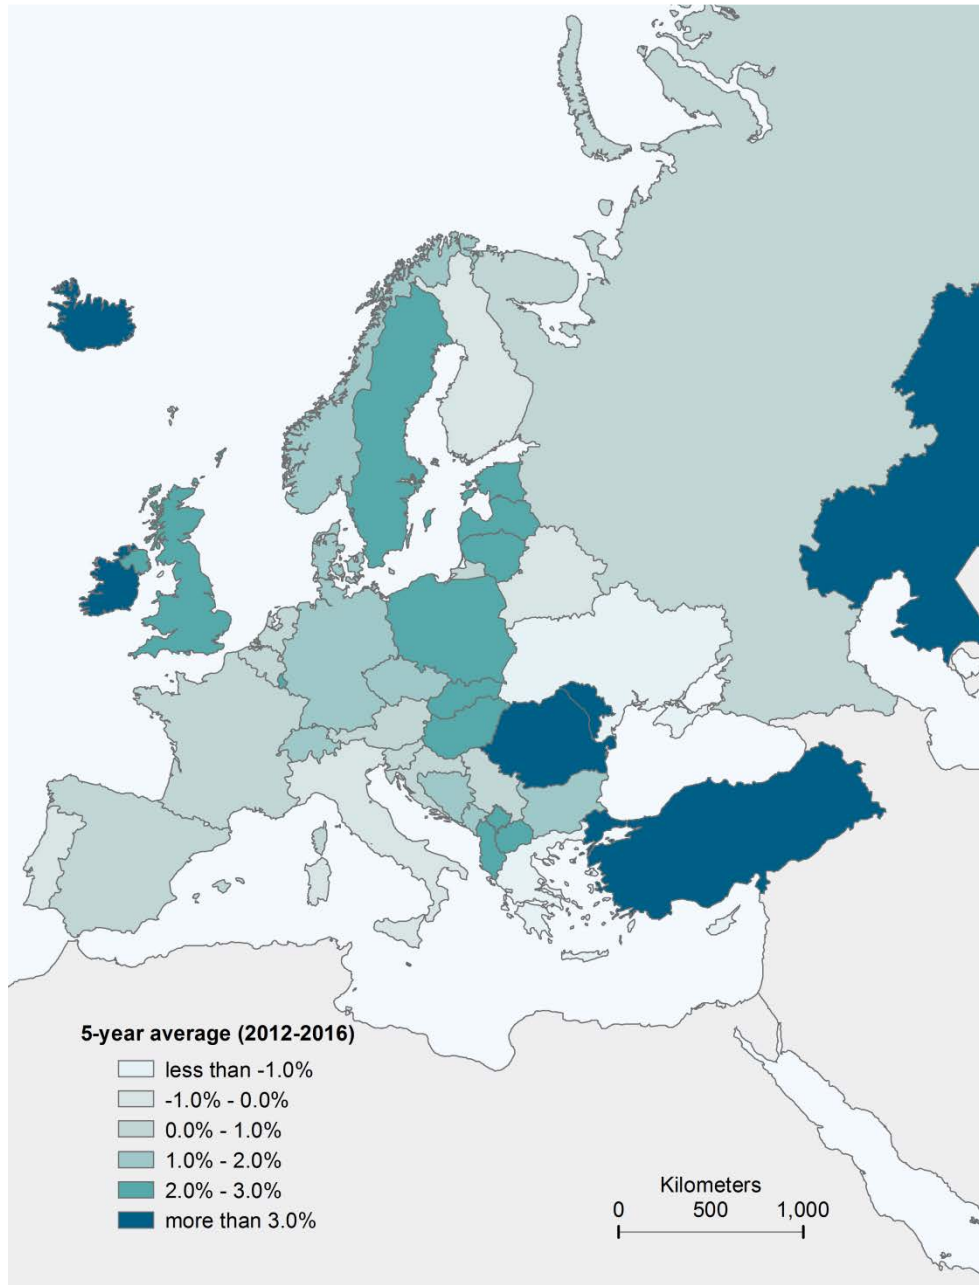 5-year average (2012-2016)
less than -1.0%
-1.0% - 0.0%
0.0% - 1.0%
1.0% - 2.0%
2.0% - 3.0%
more than 3.0%
Kilometers
0 500 1,000